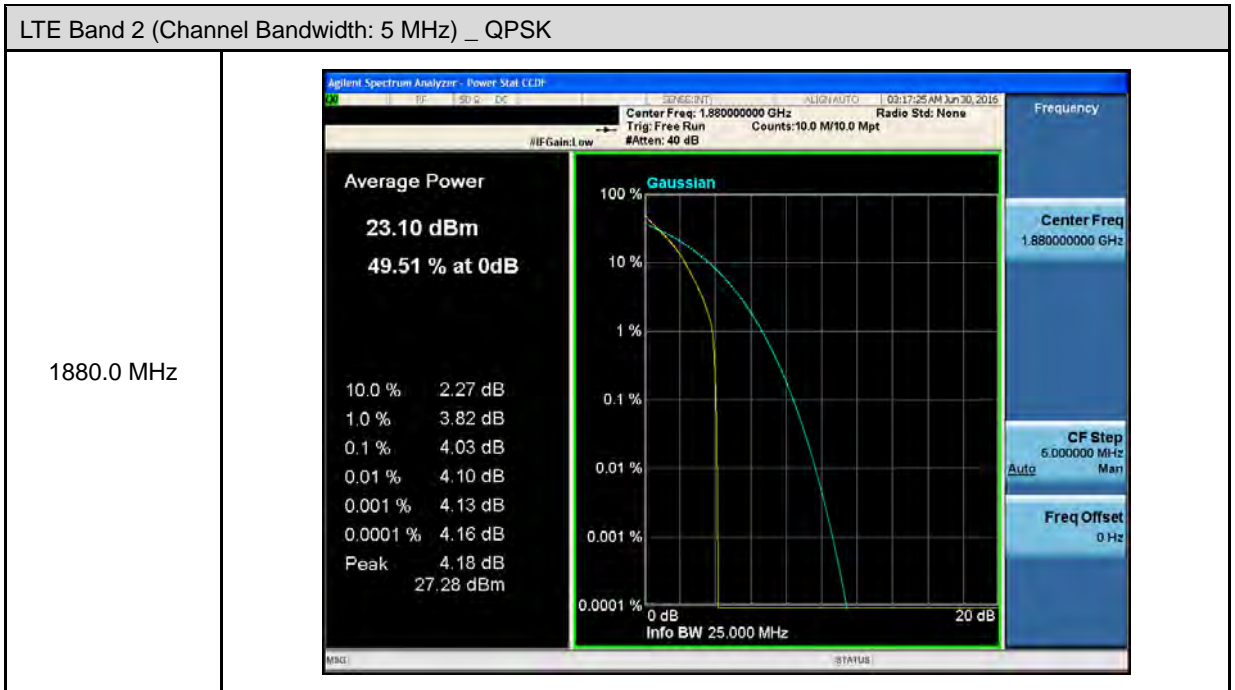 LTE Band 2 (Channel Bandwidth: 5 MHz) _ QPSK
1880.0 MHz
Agilent Spectrum Analyzer - Power Stat CCDF
RF 50 Ω DC SENSE:INT ALIGN AUTO 03:17:25 AM Jun 30, 2016
Center Freq: 1.880000000 GHz Radio Std: None
Trig: Free Run Counts:10.0 M/10.0 Mpt
#IFGain:Low #Atten: 40 dB
Average Power
23.10 dBm
49.51 % at 0dB
10.0 % 2.27 dB
1.0 % 3.82 dB
0.1 % 4.03 dB
0.01 % 4.10 dB
0.001 % 4.13 dB
0.0001 % 4.16 dB
Peak 4.18 dB
27.28 dBm
Gaussian
100 %
10 %
1 %
0.1 %
0.01 %
0.001 %
0.0001 %
0 dB 20 dB
Info BW 25.000 MHz
Frequency
Center Freq
1.880000000 GHz
CF Step
5.000000 MHz
Auto Man
Freq Offset
0 Hz
MSG STATUS